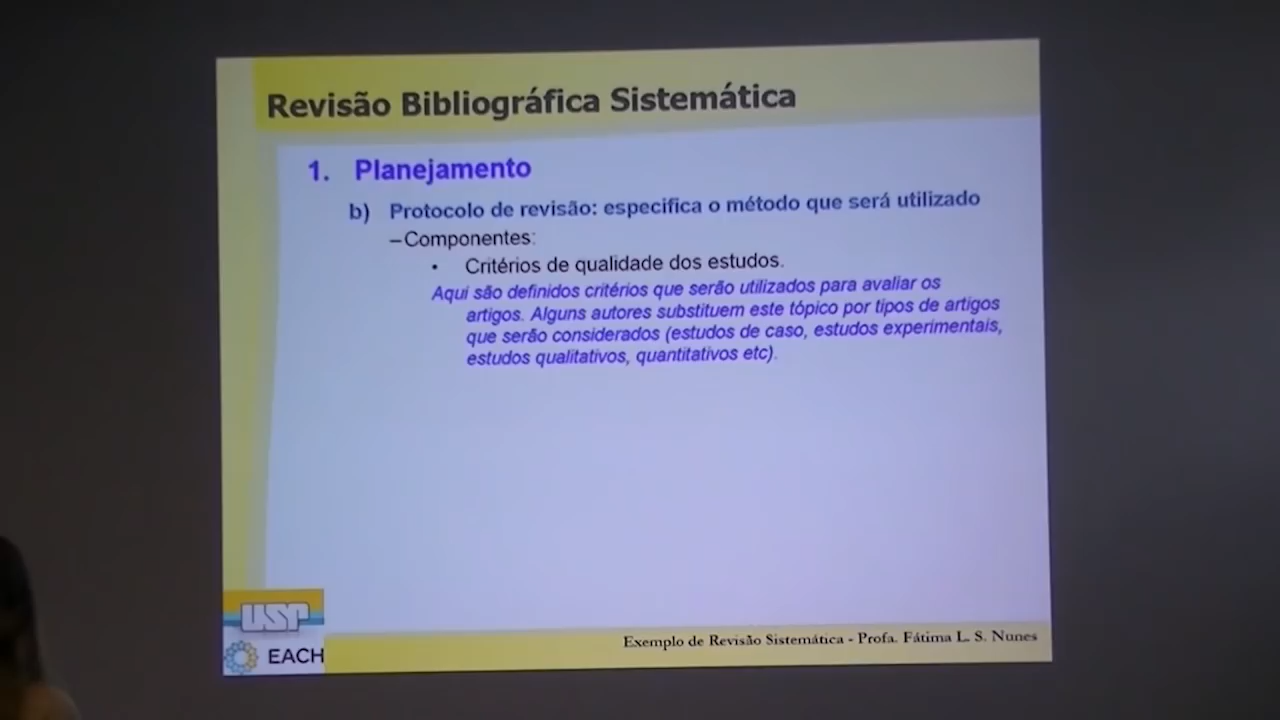 Revisão Bibliográfica Sistemática
1. Planejamento
b) Protocolo de revisão: especifica o método que será utilizado
–Componentes:
• Critérios de qualidade dos estudos.
Aqui são definidos critérios que serão utilizados para avaliar os
artigos. Alguns autores substituem este tópico por tipos de artigos
que serão considerados (estudos de caso, estudos experimentais,
estudos qualitativos, quantitativos etc).
USP
EACH
Exemplo de Revisão Sistemática - Profa. Fátima L. S. Nunes